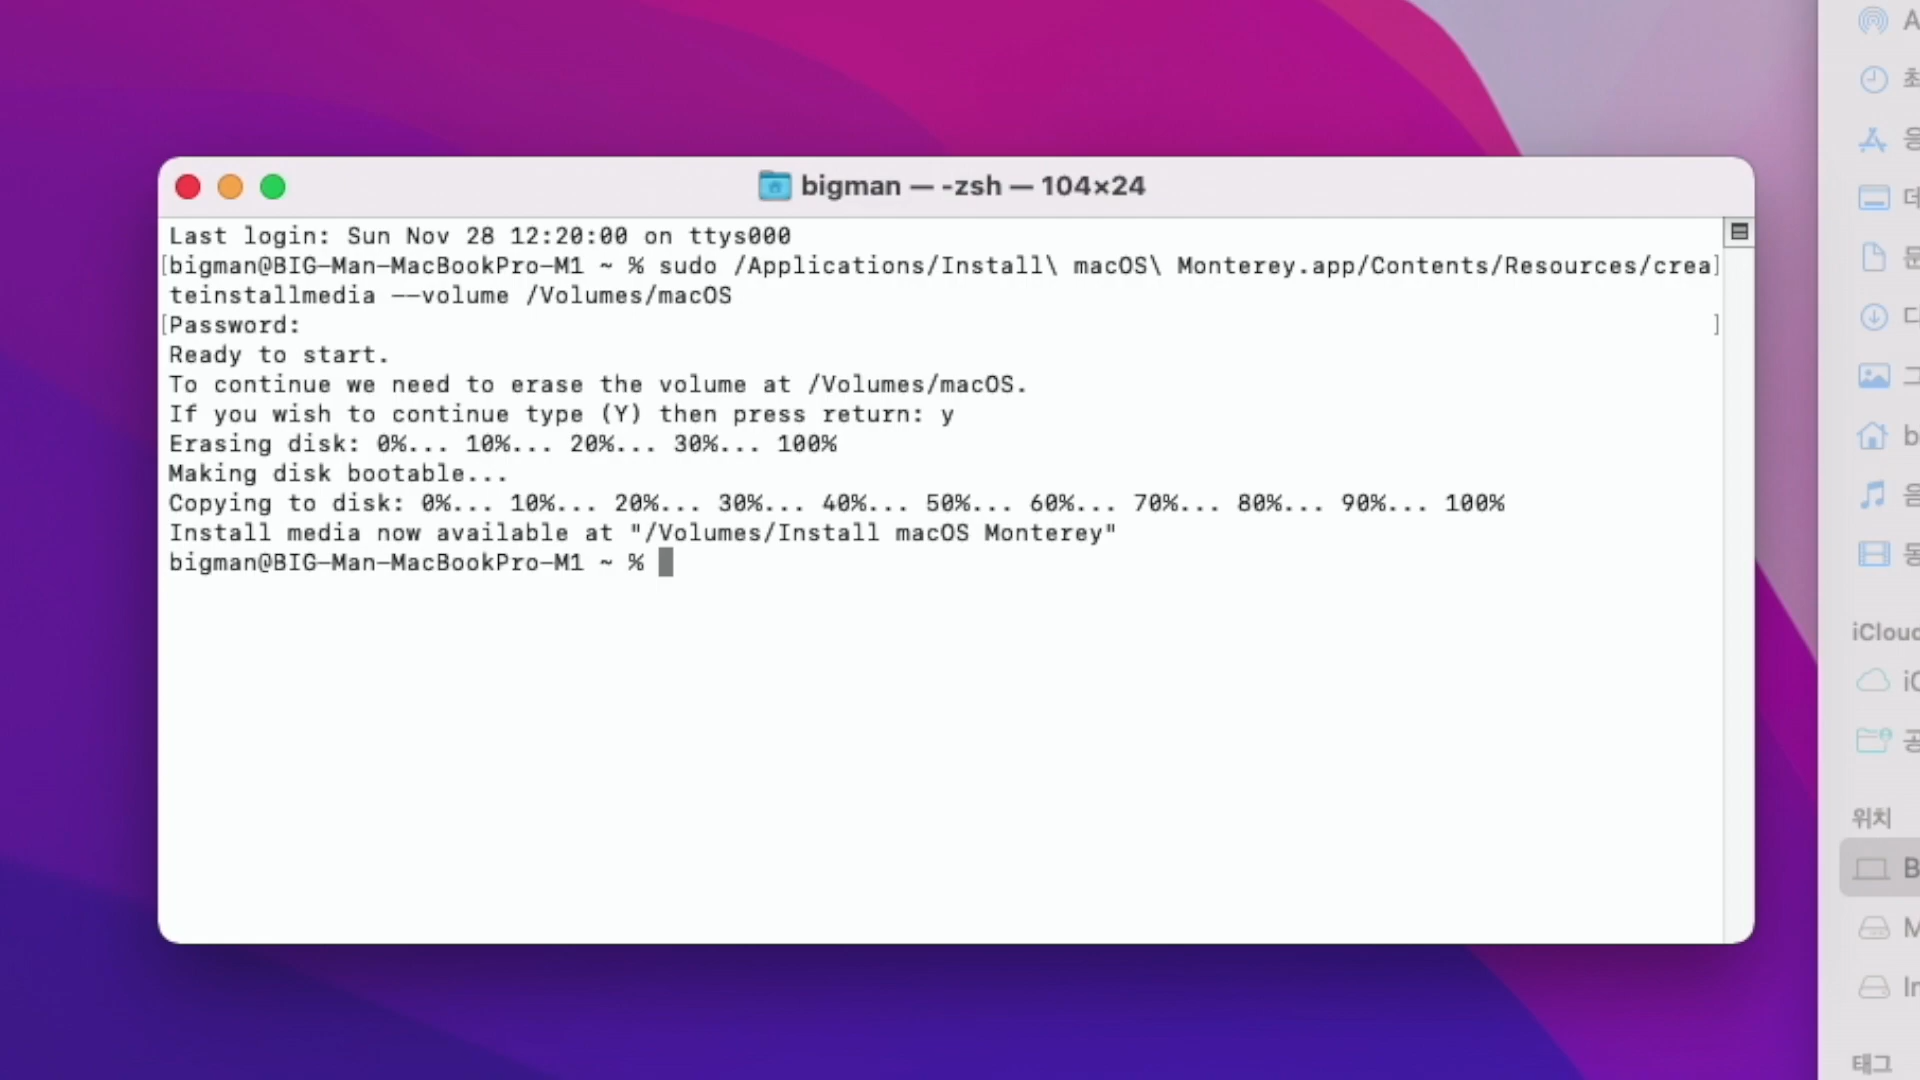 bigman — -zsh — 104×24
Last login: Sun Nov 28 12:20:00 on ttys000
[bigman@BIG-Man-MacBookPro-M1 ~ % sudo /Applications/Install\ macOS\ Monterey.app/Contents/Resources/crea]
teinstallmedia --volume /Volumes/macOS
[Password: ]
Ready to start.
To continue we need to erase the volume at /Volumes/macOS.
If you wish to continue type (Y) then press return: y
Erasing disk: 0%... 10%... 20%... 30%... 100%
Making disk bootable...
Copying to disk: 0%... 10%... 20%... 30%... 40%... 50%... 60%... 70%... 80%... 90%... 100%
Install media now available at "/Volumes/Install macOS Monterey"
bigman@BIG-Man-MacBookPro-M1 ~ %
위치
태그